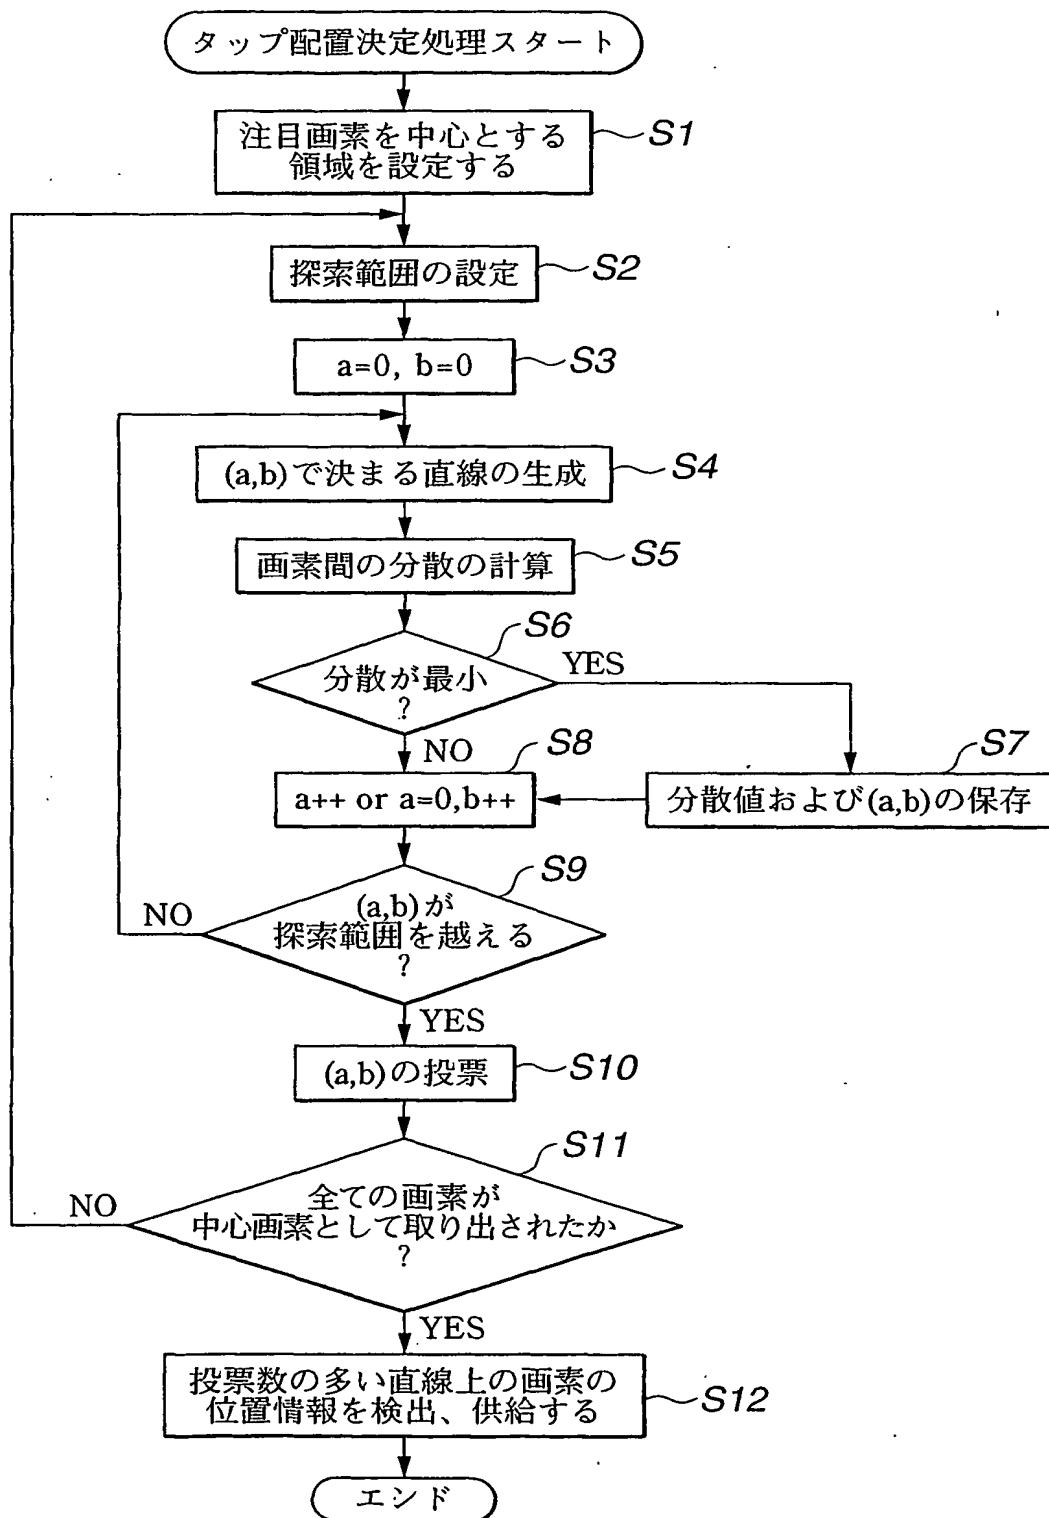 タップ配置決定処理スタート
注目画素を中心とする
領域を設定する
S1
探索範囲の設定
S2
a=0, b=0
S3
(a,b)で決まる直線の生成
S4
画素間の分散の計算
S5
S6
分散が最小
?
YES
NO
S8
a++ or a=0,b++
S7
分散値および(a,b)の保存
S9
(a,b)が
探索範囲を越える
?
NO
YES
(a,b)の投票
S10
S11
全ての画素が
中心画素として取り出されたか
?
NO
YES
投票数の多い直線上の画素の
位置情報を検出、供給する
S12
エンド